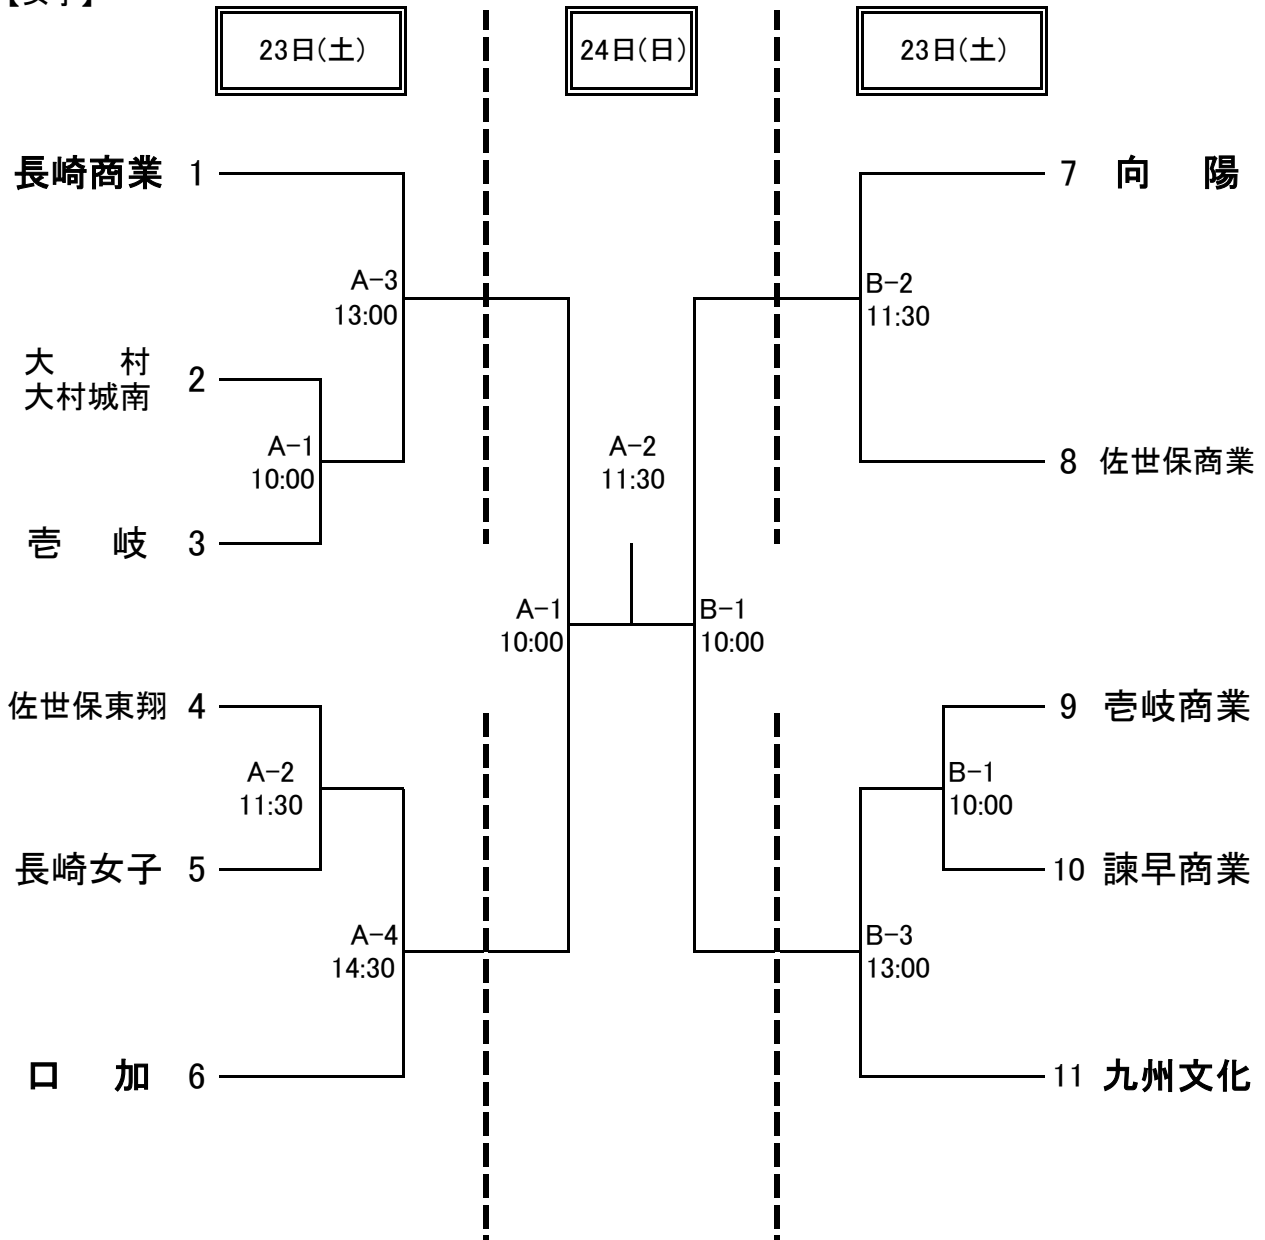 23日(土)
24日(日)
23日(土)
長崎商業 1
A-3
13:00
大 村
大村城南
2
A-1
10:00
壱 岐 3
佐世保東翔 4
A-2
11:30
長崎女子 5
A-4
14:30
口 加 6
A-1
10:00
A-2
11:30
B-1
10:00
7 向 陽
B-2
11:30
8 佐世保商業
9 壱岐商業
B-1
10:00
10 諫早商業
B-3
13:00
11 九州文化